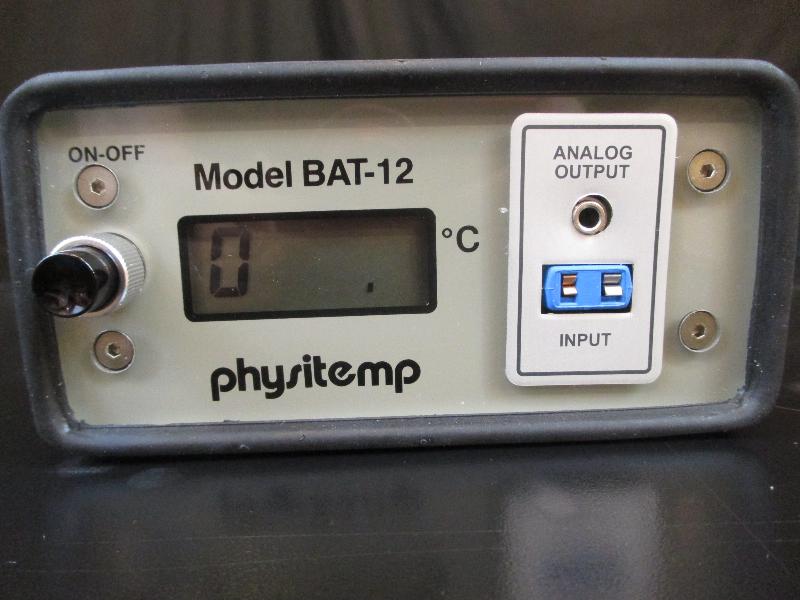 ON-OFF
Model BAT-12
0 .
°C
physitemp
ANALOG
OUTPUT
INPUT